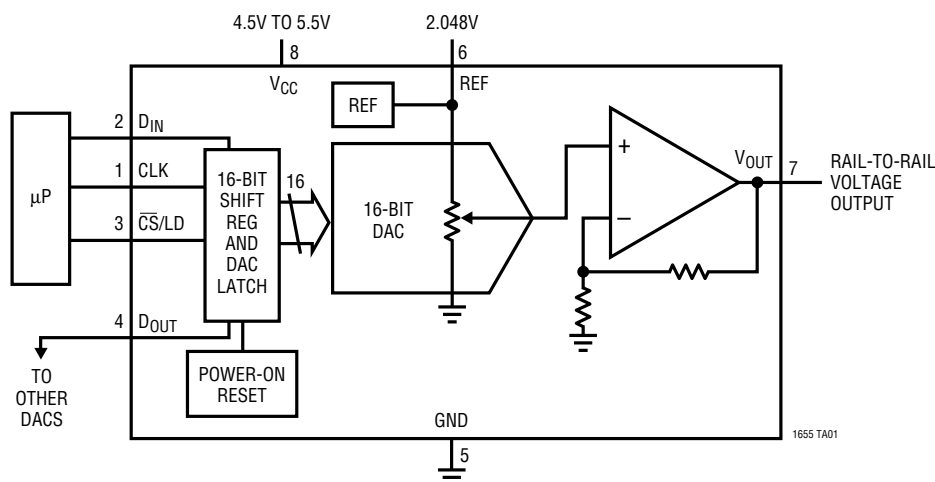 4.5V TO 5.5V
2.048V
8
6
VCC
REF
REF
µP
2
DIN
1
CLK
3
CS/LD
4
DOUT
TO
OTHER
DACS
16-BIT
SHIFT
REG
AND
DAC
LATCH
16
16-BIT
DAC
POWER-ON
RESET
+
−
VOUT
7
RAIL-TO-RAIL
VOLTAGE
OUTPUT
GND
5
1655 TA01